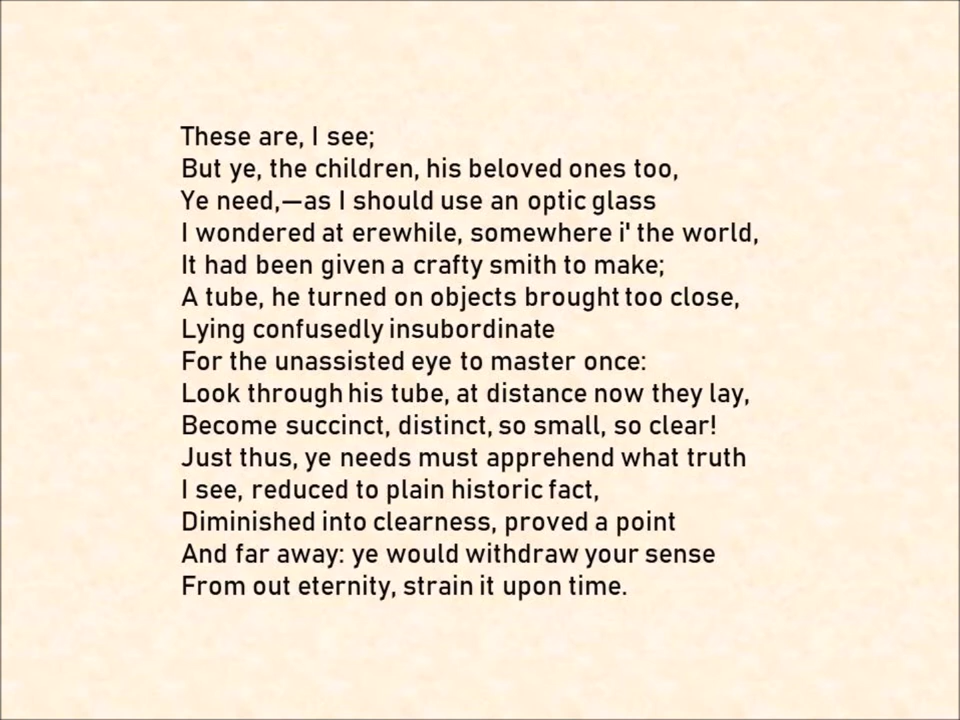 These are, I see;
But ye, the children, his beloved ones too,
Ye need,—as I should use an optic glass
I wondered at erewhile, somewhere i' the world,
It had been given a crafty smith to make;
A tube, he turned on objects brought too close,
Lying confusedly insubordinate
For the unassisted eye to master once:
Look through his tube, at distance now they lay,
Become succinct, distinct, so small, so clear!
Just thus, ye needs must apprehend what truth
I see, reduced to plain historic fact,
Diminished into clearness, proved a point
And far away: ye would withdraw your sense
From out eternity, strain it upon time.